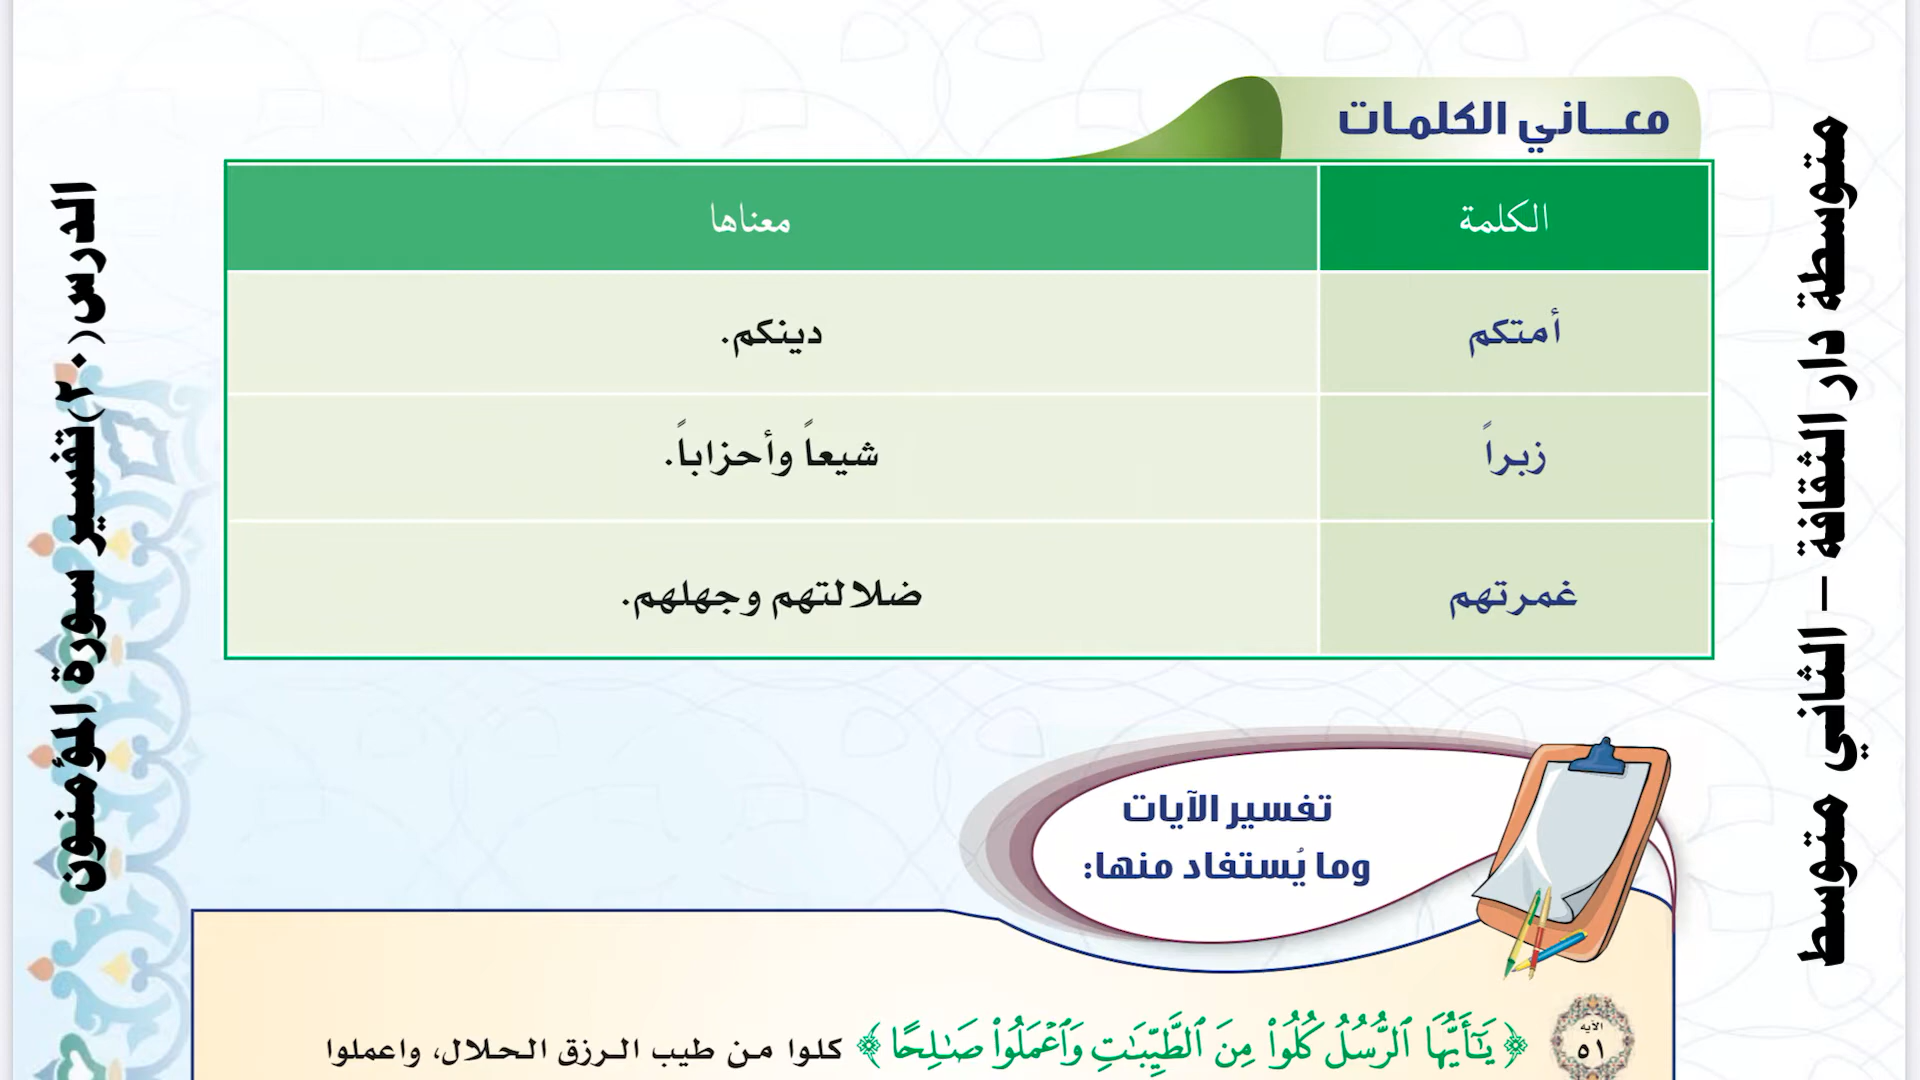 متوسطة دار الثقافة – الثاني متوسط
معـــاني الكلمـات
الكلمة معناها
أمتكم دينكم.
زبراً شيعاً وأحزاباً.
غمرتهم ضلالتهم وجهلهم.
تفسير الآيات
وما يُستفاد منها:
الآية
٥١
﴿ يَـٰٓأَيُّهَا ٱلرُّسُلُ كُلُوا۟ مِنَ ٱلطَّيِّبَـٰتِ وَٱعْمَلُوا۟ صَـٰلِحًا ﴾ كلوا من طيب الرزق الحلال، واعملوا
الدرس(٢٠)تفسير سورة المؤمنون